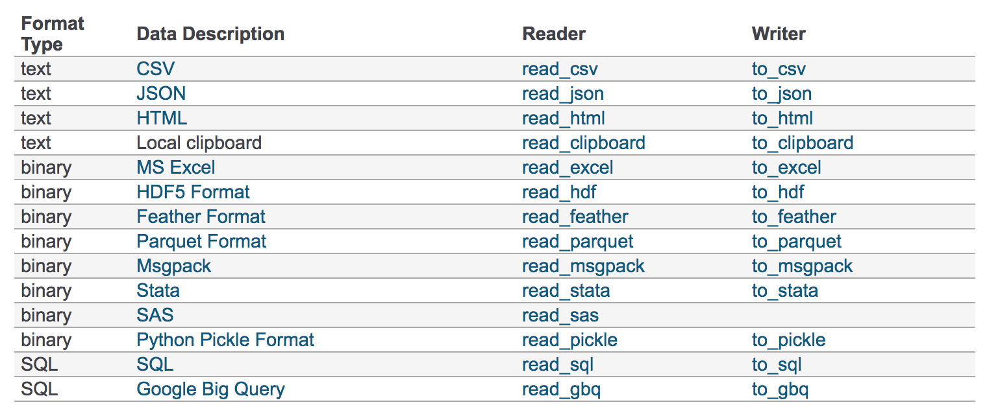 Format Type Data Description Reader Writer
text CSV read_csv to_csv
text JSON read_json to_json
text HTML read_html to_html
text Local clipboard read_clipboard to_clipboard
binary MS Excel read_excel to_excel
binary HDF5 Format read_hdf to_hdf
binary Feather Format read_feather to_feather
binary Parquet Format read_parquet to_parquet
binary Msgpack read_msgpack to_msgpack
binary Stata read_stata to_stata
binary SAS read_sas
binary Python Pickle Format read_pickle to_pickle
SQL SQL read_sql to_sql
SQL Google Big Query read_gbq to_gbq